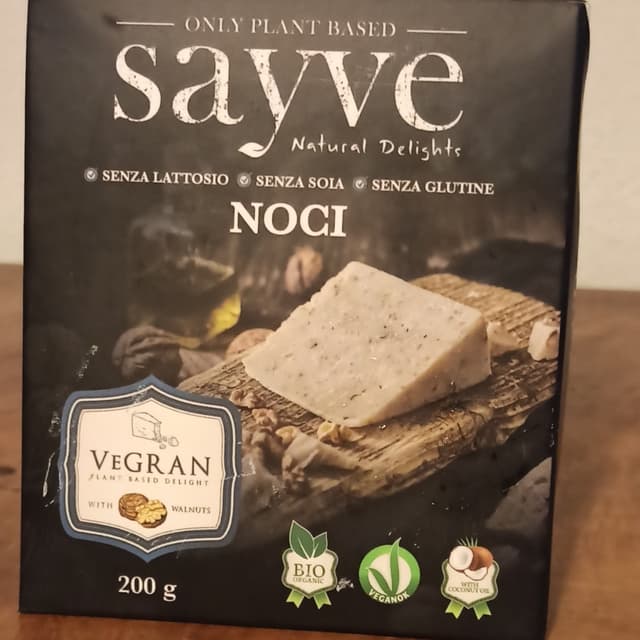 ONLY PLANT BASED
sayve
Natural Delights
SENZA LATTOSIO SENZA SOIA SENZA GLUTINE
NOCI
VEGRAN
PLANT BASED DELIGHT
WITH WALNUTS
200 g
BIO
ORGANIC
VEGANOK
WITH
COCONUT OIL